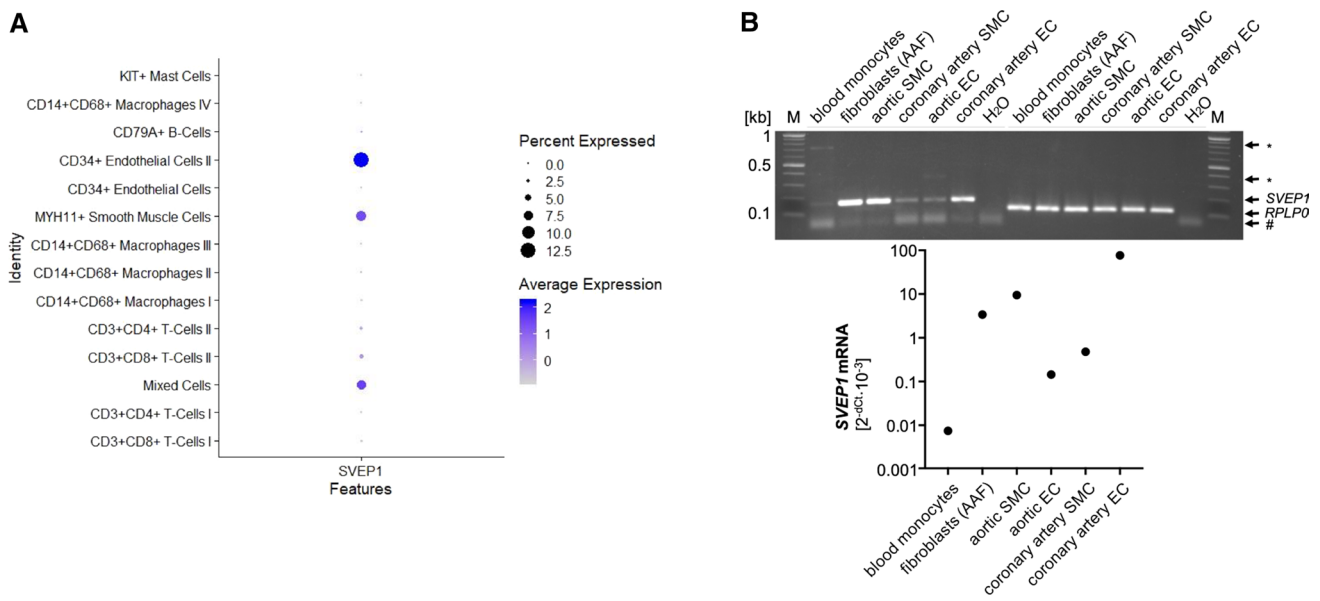 A
KIT+ Mast Cells
CD14+CD68+ Macrophages IV
CD79A+ B-Cells
CD34+ Endothelial Cells II
CD34+ Endothelial Cells
MYH11+ Smooth Muscle Cells
CD14+CD68+ Macrophages III
CD14+CD68+ Macrophages II
CD14+CD68+ Macrophages I
CD3+CD4+ T-Cells II
CD3+CD8+ T-Cells II
Mixed Cells
CD3+CD4+ T-Cells I
CD3+CD8+ T-Cells I
Identity
SVEP1
Features
Percent Expressed
0.0
2.5
5.0
7.5
10.0
12.5
Average Expression
2
1
0
B
[kb]
M
blood monocytes
fibroblasts (AAF)
aortic SMC
coronary artery SMC
aortic EC
coronary artery EC
H2O
blood monocytes
fibroblasts (AAF)
aortic SMC
coronary artery SMC
aortic EC
coronary artery EC
H2O
M
1
0.5
0.1
*
*
SVEP1
RPLP0
#
SVEP1 mRNA
[2-dCt·10-3]
100
10
1
0.1
0.01
0.001
blood monocytes
fibroblasts (AAF)
aortic SMC
aortic EC
coronary artery SMC
coronary artery EC